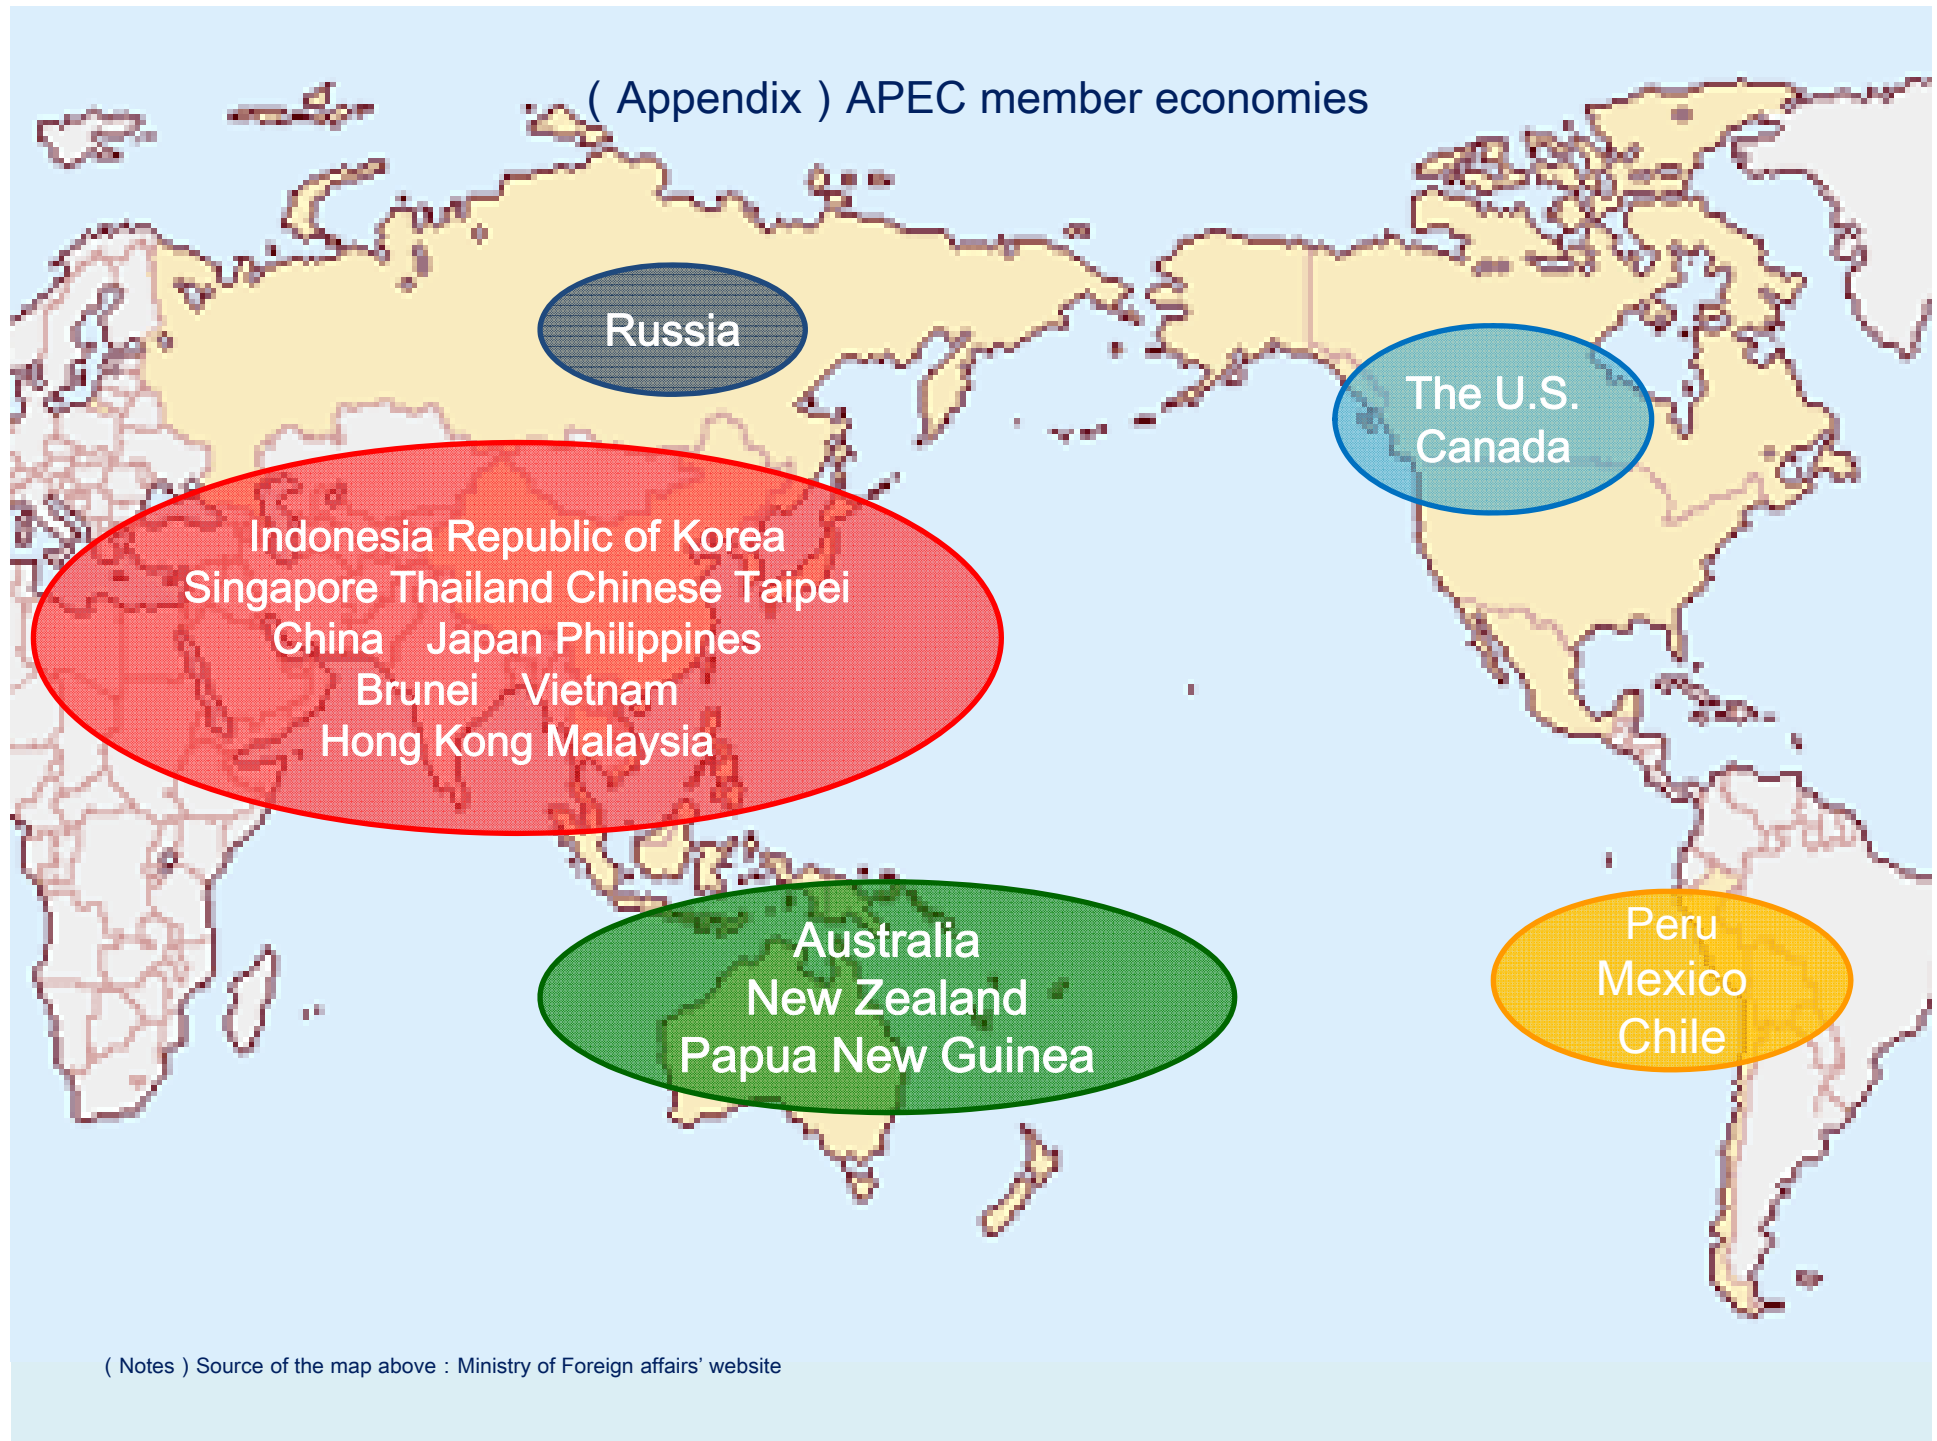 ( Appendix ) APEC member economies
Russia
The U.S.
Canada
Indonesia Republic of Korea
Singapore Thailand Chinese Taipei
China Japan Philippines
Brunei Vietnam
Hong Kong Malaysia
Australia
New Zealand
Papua New Guinea
Peru
Mexico
Chile
( Notes ) Source of the map above : Ministry of Foreign affairs’ website